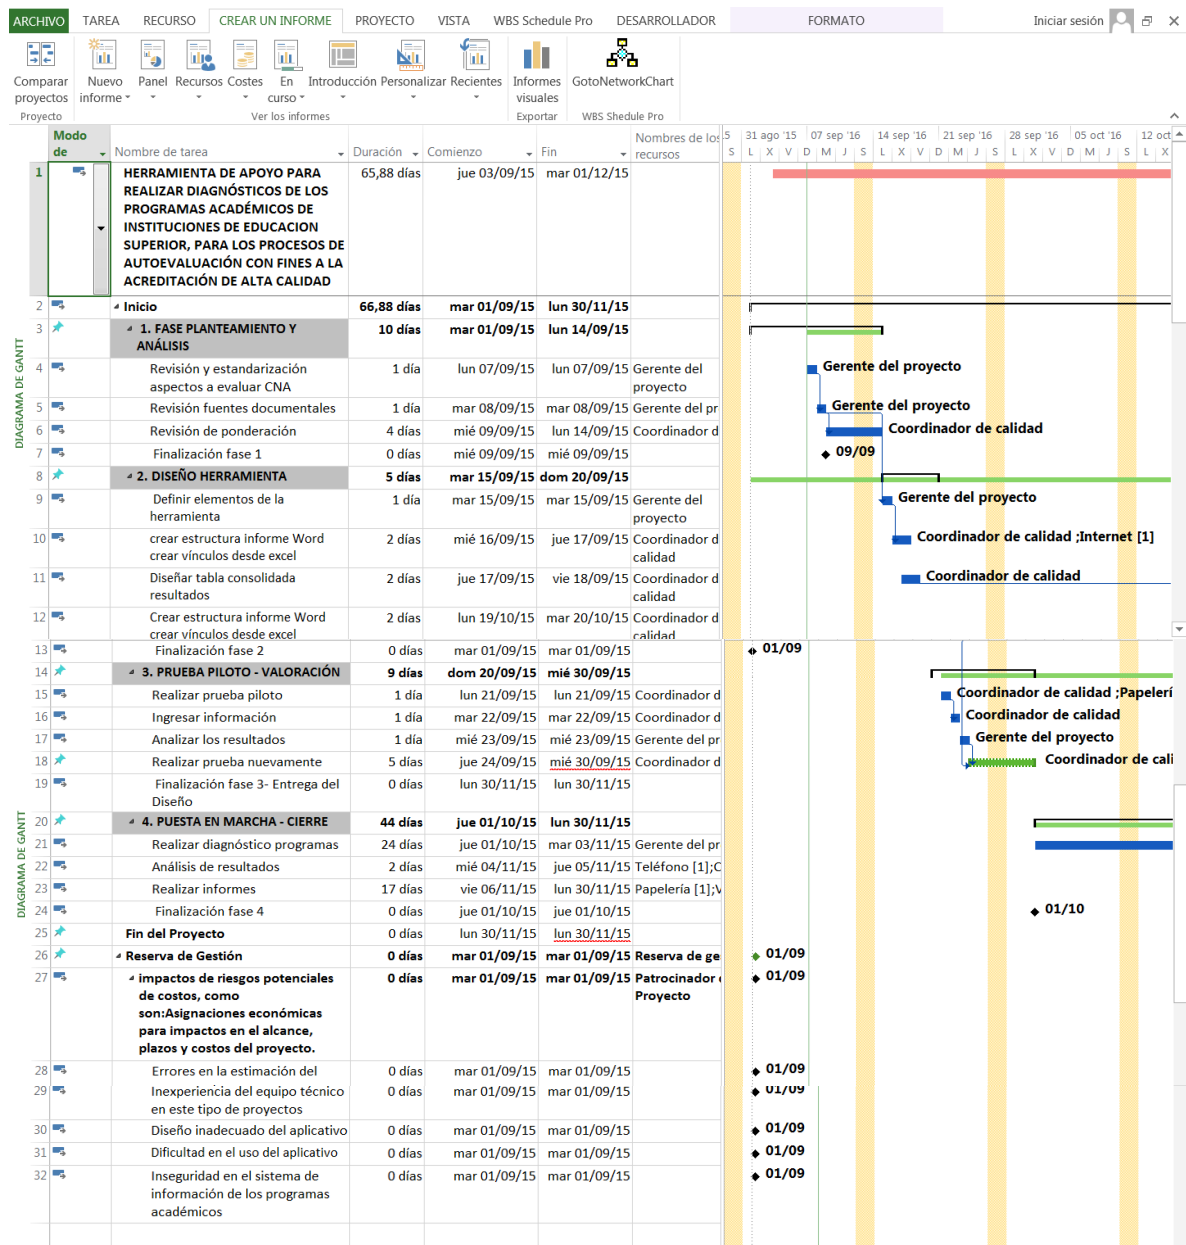 ARCHIVO TAREA RECURSO CREAR UN INFORME PROYECTO VISTA WBS Schedule Pro DESARROLLADOR FORMATO Iniciar sesión
Comparar proyectos
Nuevo informe
Panel
Recursos
Costes
En curso
Introducción
Personalizar
Recientes
Informes visuales
GotoNetworkChart
Proyecto Ver los informes Exportar WBS Shedule Pro
Modo de Nombre de tarea Duración Comienzo Fin Nombres de los recursos
5 31 ago '15 07 sep '16 14 sep '16 21 sep '16 28 sep '16 05 oct '16 12 oct
S L X V D M J S L X V D M J S L X V D M J S L X
DIAGRAMA DE GANTT
1 HERRAMIENTA DE APOYO PARA 65,88 días jue 03/09/15 mar 01/12/15
REALIZAR DIAGNÓSTICOS DE LOS
PROGRAMAS ACADÉMICOS DE
INSTITUCIONES DE EDUCACION
SUPERIOR, PARA LOS PROCESOS DE
AUTOEVALUACIÓN CON FINES A LA
ACREDITACIÓN DE ALTA CALIDAD
2 Inicio 66,88 días mar 01/09/15 lun 30/11/15
3 1. FASE PLANTEAMIENTO Y 10 días mar 01/09/15 lun 14/09/15
ANÁLISIS
4 Revisión y estandarización 1 día lun 07/09/15 lun 07/09/15 Gerente del Gerente del proyecto
aspectos a evaluar CNA proyecto
5 Revisión fuentes documentales 1 día mar 08/09/15 mar 08/09/15 Gerente del pr Gerente del proyecto
6 Revisión de ponderación 4 días mié 09/09/15 lun 14/09/15 Coordinador d Coordinador de calidad
7 Finalización fase 1 0 días mié 09/09/15 mié 09/09/15 09/09
8 2. DISEÑO HERRAMIENTA 5 días mar 15/09/15 dom 20/09/15
9 Definir elementos de la 1 día mar 15/09/15 mar 15/09/15 Gerente del Gerente del proyecto
herramienta proyecto
10 crear estructura informe Word 2 días mié 16/09/15 jue 17/09/15 Coordinador d Coordinador de calidad ;Internet [1]
crear vínculos desde excel calidad
11 Diseñar tabla consolidada 2 días jue 17/09/15 vie 18/09/15 Coordinador d Coordinador de calidad
resultados calidad
12 Crear estructura informe Word 2 días lun 19/10/15 mar 20/10/15 Coordinador d
crear vínculos desde excel calidad
13 Finalización fase 2 0 días mar 01/09/15 mar 01/09/15 01/09
14 3. PRUEBA PILOTO - VALORACIÓN 9 días dom 20/09/15 mié 30/09/15
15 Realizar prueba piloto 1 día lun 21/09/15 lun 21/09/15 Coordinador d Coordinador de calidad ;Papelerí
16 Ingresar información 1 día mar 22/09/15 mar 22/09/15 Coordinador d Coordinador de calidad
17 Analizar los resultados 1 día mié 23/09/15 mié 23/09/15 Gerente del pr Gerente del proyecto
18 Realizar prueba nuevamente 5 días jue 24/09/15 mié 30/09/15 Coordinador d Coordinador de cali
19 Finalización fase 3- Entrega del 0 días lun 30/11/15 lun 30/11/15
Diseño
DIAGRAMA DE GANTT
20 4. PUESTA EN MARCHA - CIERRE 44 días jue 01/10/15 lun 30/11/15
21 Realizar diagnóstico programas 24 días jue 01/10/15 mar 03/11/15 Gerente del pr
22 Análisis de resultados 2 días mié 04/11/15 jue 05/11/15 Teléfono [1];C
23 Realizar informes 17 días vie 06/11/15 lun 30/11/15 Papelería [1];V
24 Finalización fase 4 0 días jue 01/10/15 jue 01/10/15 01/10
25 Fin del Proyecto 0 días lun 30/11/15 lun 30/11/15
26 Reserva de Gestión 0 días mar 01/09/15 mar 01/09/15 Reserva de ge 01/09
27 impactos de riesgos potenciales 0 días mar 01/09/15 mar 01/09/15 Patrocinador 01/09
de costos, como Proyecto
son:Asignaciones económicas
para impactos en el alcance,
plazos y costos del proyecto.
28 Errores en la estimación del 0 días mar 01/09/15 mar 01/09/15 01/09
29 Inexperiencia del equipo técnico 0 días mar 01/09/15 mar 01/09/15 01/09
en este tipo de proyectos
30 Diseño inadecuado del aplicativo 0 días mar 01/09/15 mar 01/09/15 01/09
31 Dificultad en el uso del aplicativo 0 días mar 01/09/15 mar 01/09/15 01/09
32 Inseguridad en el sistema de 0 días mar 01/09/15 mar 01/09/15 01/09
información de los programas
académicos